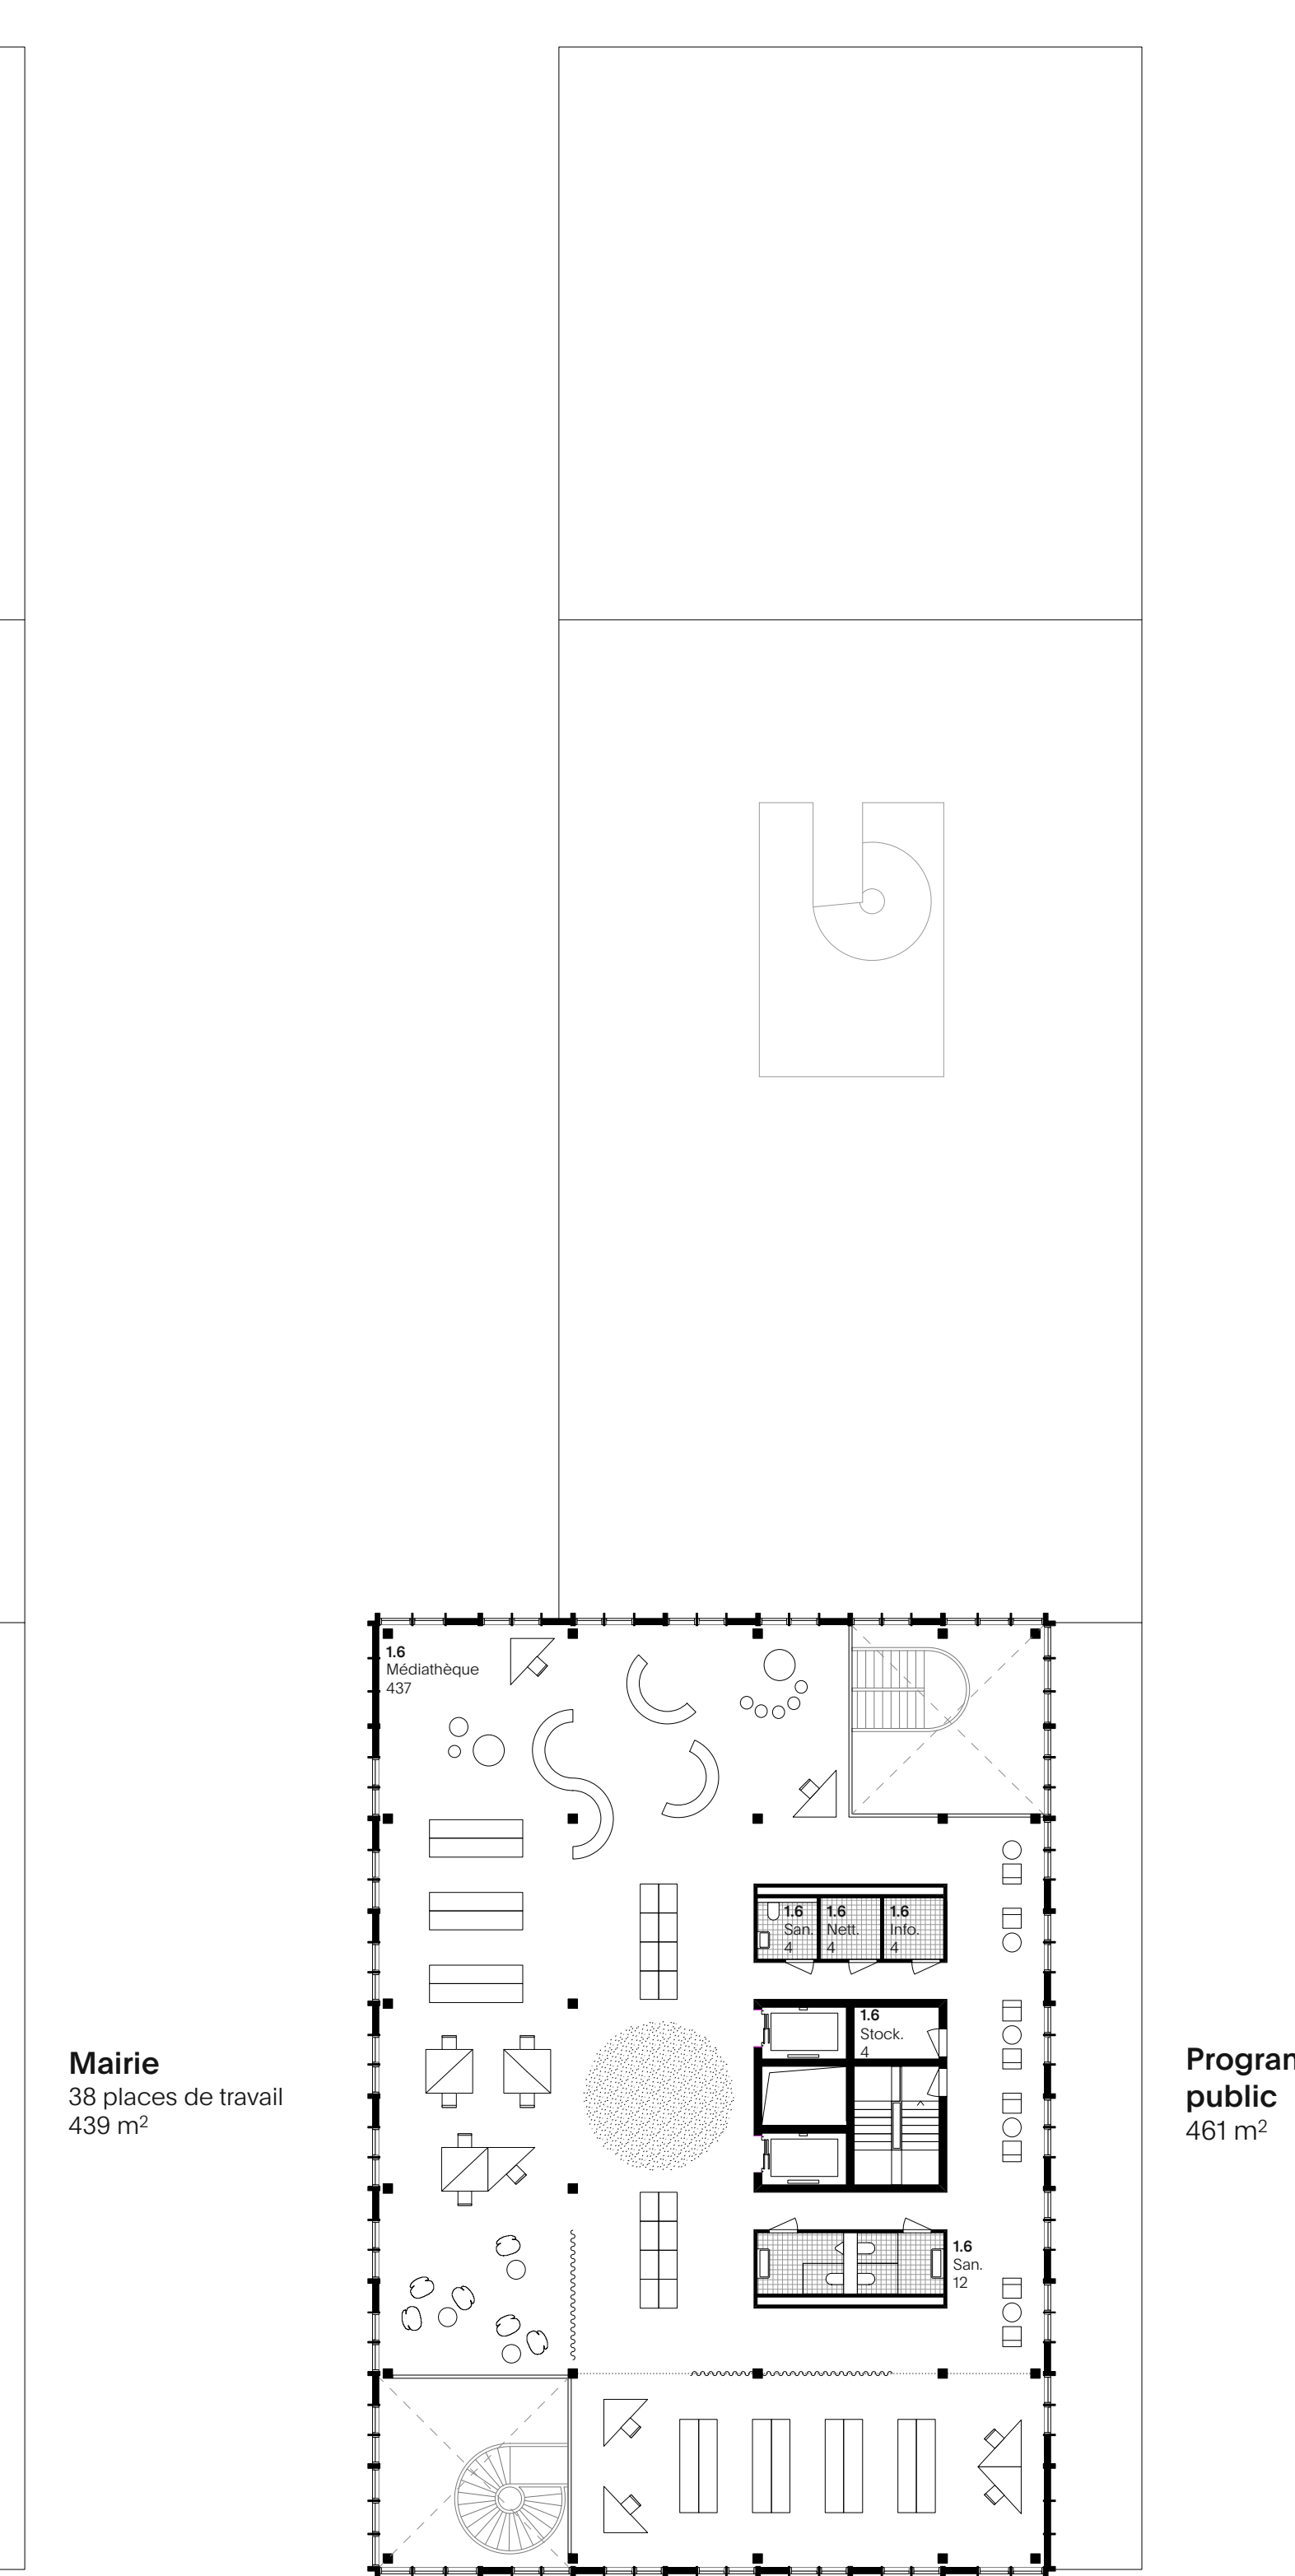 1.6
Médiathèque
437
1.6
San.
4
1.6
Nett.
4
1.6
Info.
4
1.6
Stock.
4
Mairie
38 places de travail
439 m²
Program
public
461 m²
1.6
San.
12